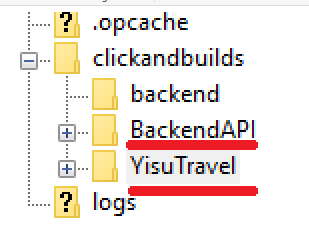 .opcache
clickandbuilds
backend
BackendAPI
YisuTravel
logs